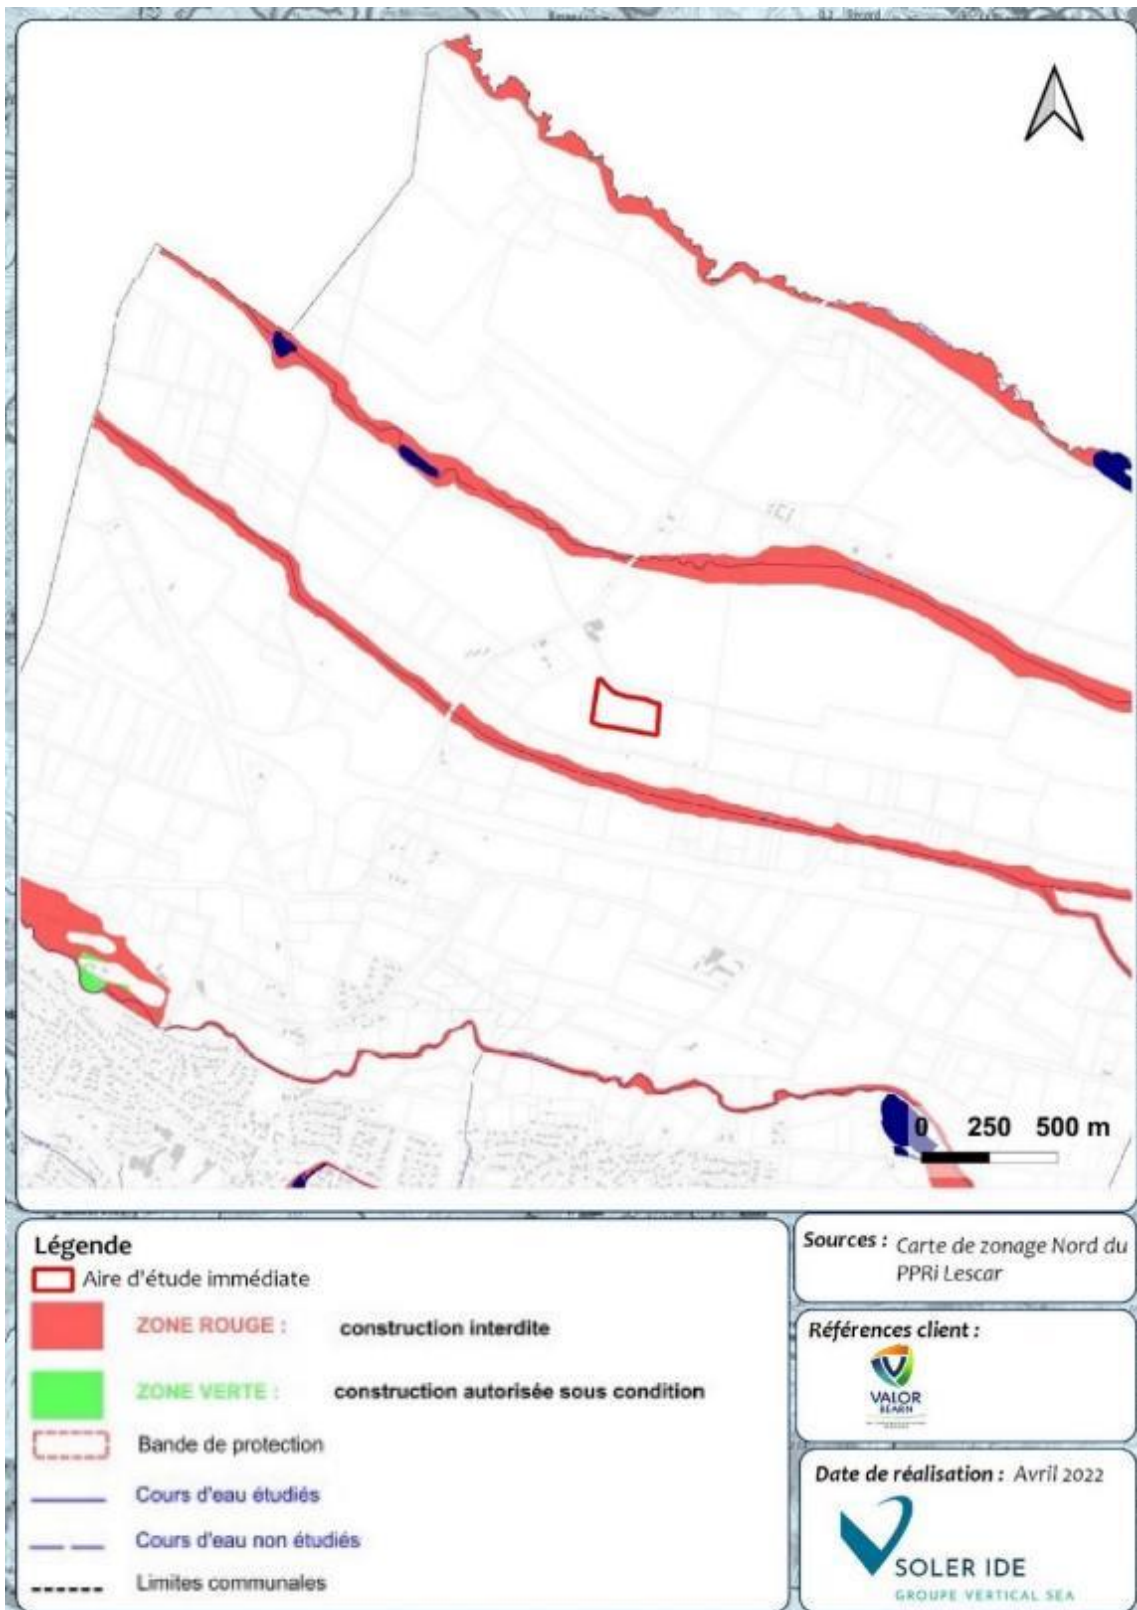 0 250 500 m
Légende
Aire d'étude immédiate
ZONE ROUGE : construction interdite
ZONE VERTE : construction autorisée sous condition
Bande de protection
Cours d'eau étudiés
Cours d'eau non étudiés
Limites communales
Sources : Carte de zonage Nord du
PPRi Lescar
Références client :
VALOR
BEARN
Date de réalisation : Avril 2022
SOLER IDE
GROUPE VERTICAL SEA